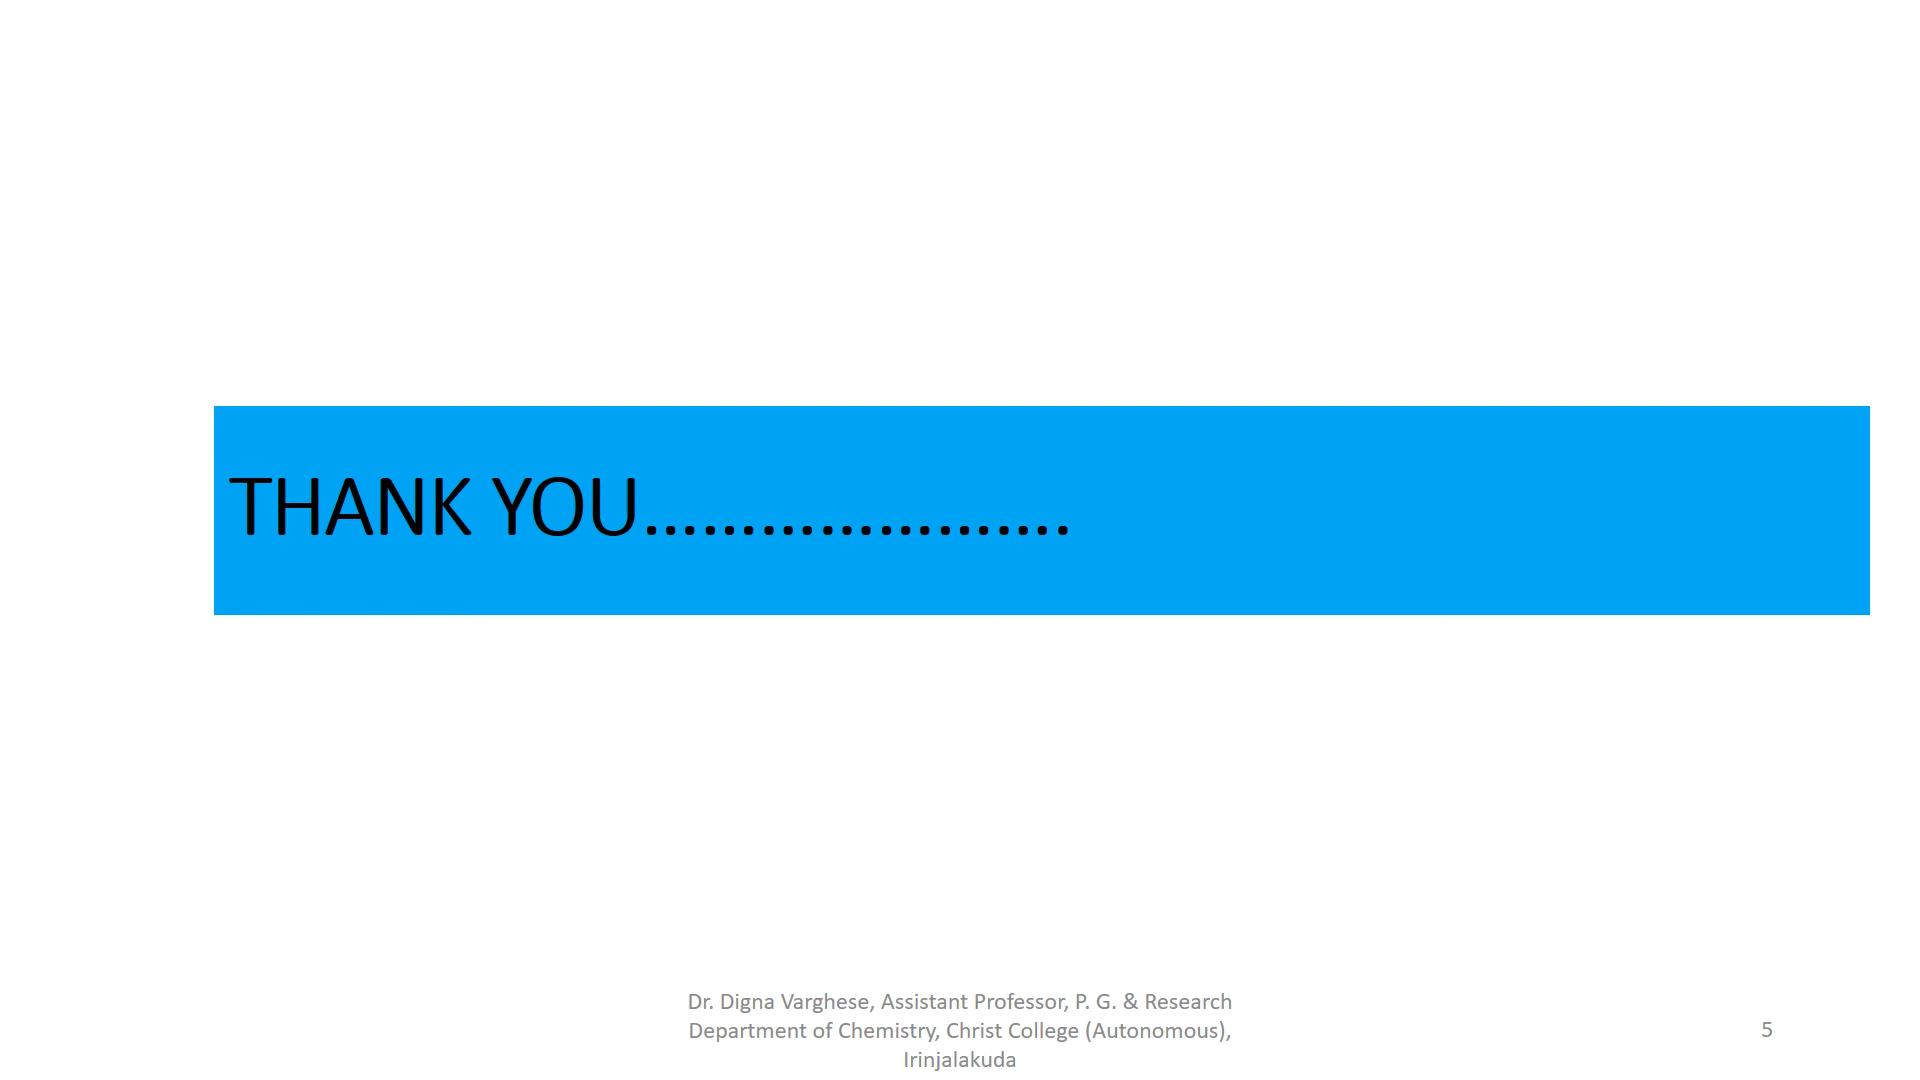 THANK YOU......................
Dr. Digna Varghese, Assistant Professor, P. G. & Research
Department of Chemistry, Christ College (Autonomous),
Irinjalakuda
5